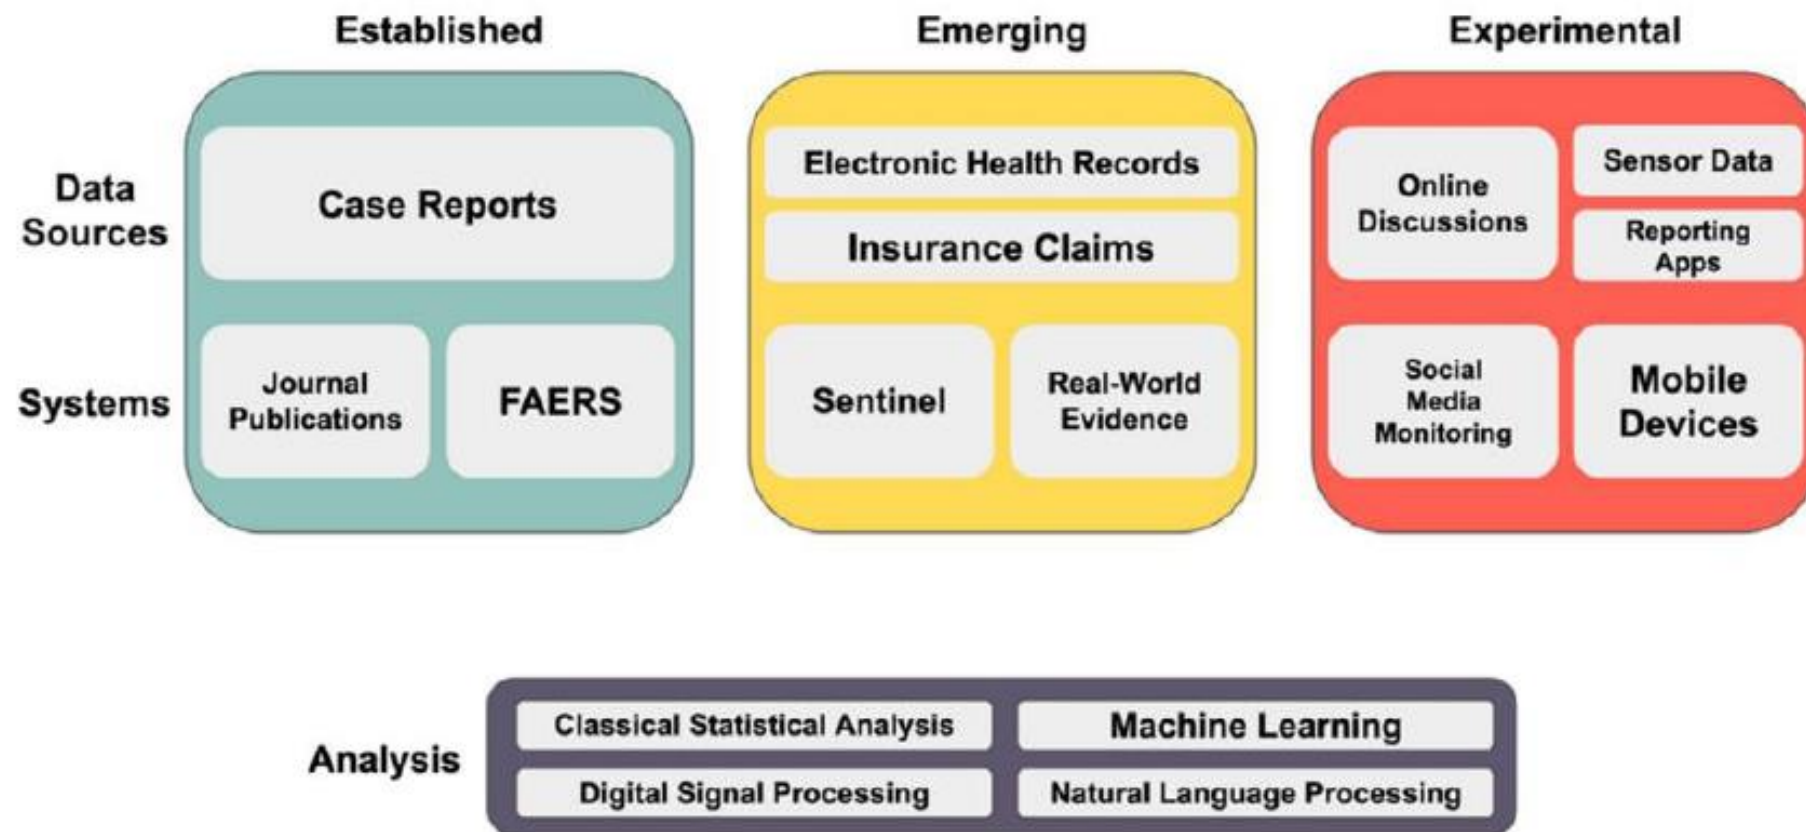 Established
Emerging
Experimental
Data
Sources
Case Reports
Electronic Health Records
Insurance Claims
Online
Discussions
Sensor Data
Reporting
Apps
Systems
Journal
Publications
FAERS
Sentinel
Real-World
Evidence
Social
Media
Monitoring
Mobile
Devices
Analysis
Classical Statistical Analysis
Machine Learning
Digital Signal Processing
Natural Language Processing